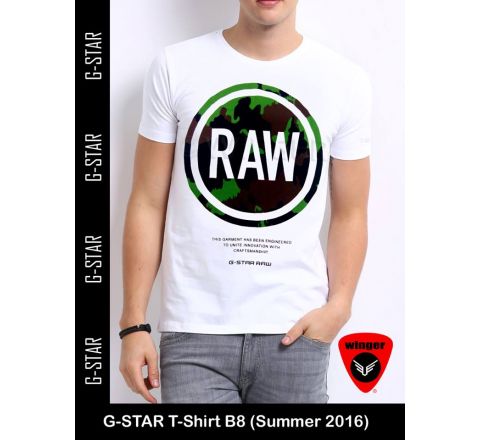 G-STAR
G-STAR
G-STAR
G-STAR
RAW
THIS GARMENT HAS BEEN ENGINEERED
TO UNITE INNOVATION WITH
CRAFTSMANSHIP
G-STAR RAW
winger
G-STAR T-Shirt B8 (Summer 2016)